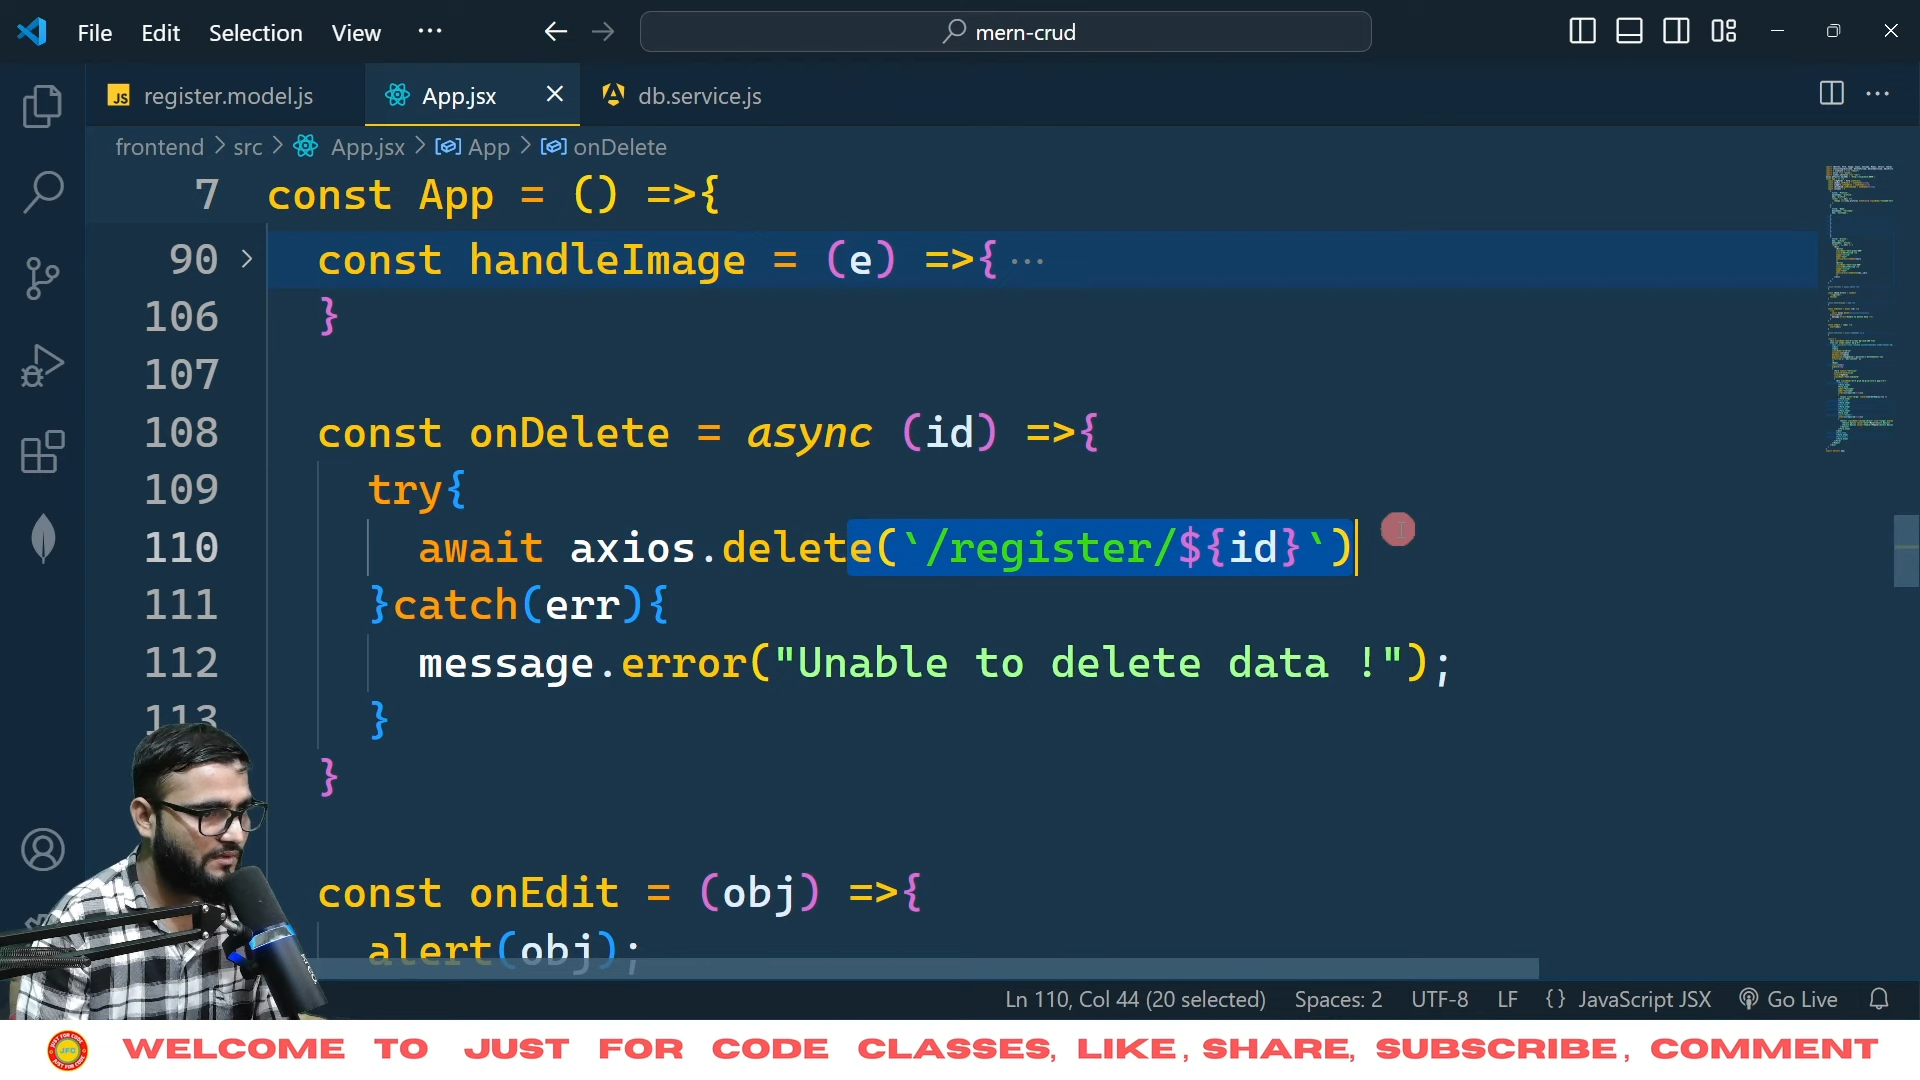 File Edit Selection View ··· mern-crud
JS register.model.js App.jsx db.service.js ···
frontend > src > App.jsx > App > onDelete
7 const App = () =>{
90 const handleImage = (e) =>{···
106 }
107
108 const onDelete = async (id) =>{
109 try{
110 await axios.delete(`/register/${id}`)
111 }catch(err){
112 message.error("Unable to delete data !");
113 }
}
const onEdit = (obj) =>{
alert(obj);
Ln 110, Col 44 (20 selected) Spaces: 2 UTF-8 LF {} JavaScript JSX Go Live
WELCOME TO JUST FOR CODE CLASSES, LIKE, SHARE, SUBSCRIBE, COMMENT